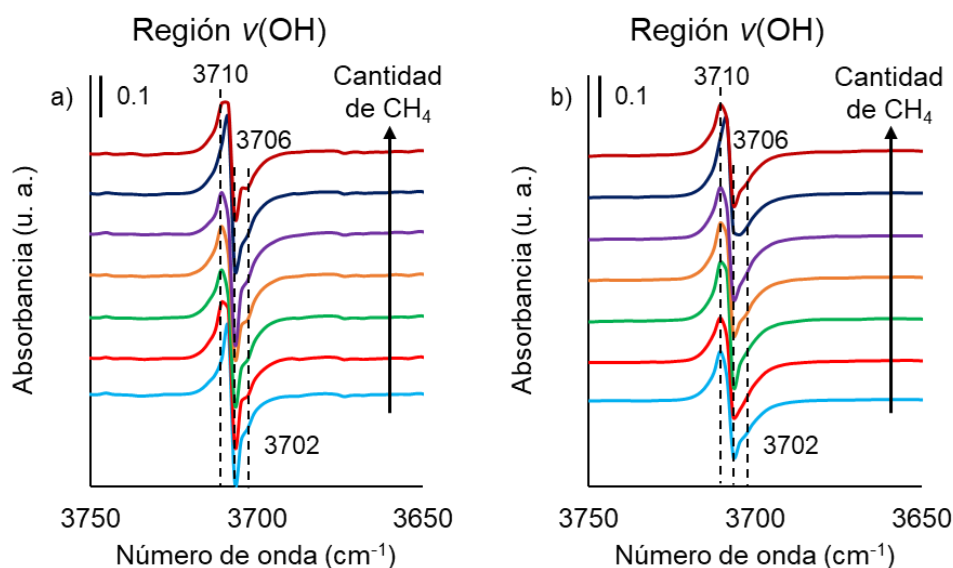 Región ν(OH)
a)
0.1
3710
Cantidad
de CH₄
3706
3702
Absorbancia (u. a.)
3750
3700
3650
Número de onda (cm⁻¹)
Región ν(OH)
b)
0.1
3710
Cantidad
de CH₄
3706
3702
Absorbancia (u. a.)
3750
3700
3650
Número de onda (cm⁻¹)